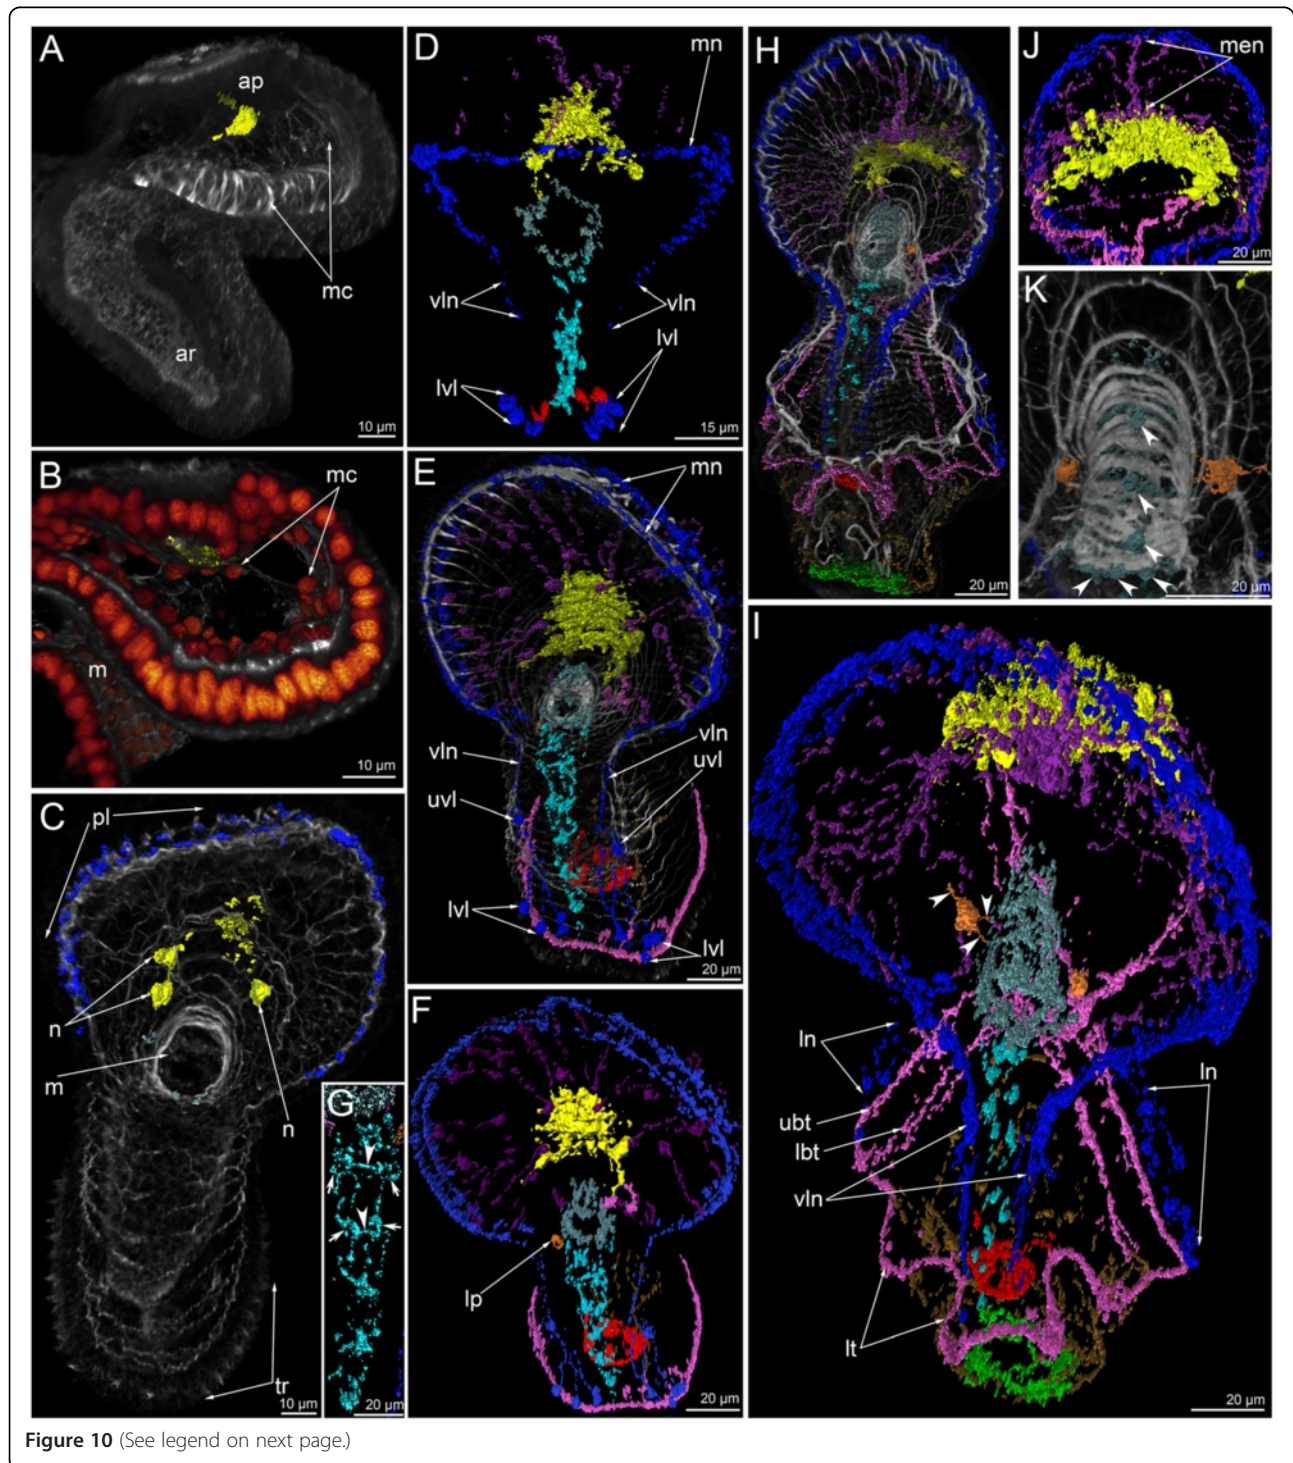 A
ap
mc
ar
10 µm
B
mc
m
10 µm
C
pl
n
m
n
tr
10 µm
D
mn
vln
vln
lvl
lvl
15 µm
E
mn
vln
vln
uvl
uvl
lvl
lvl
20 µm
F
lp
20 µm
G
20 µm
H
20 µm
I
ln
ln
ubt
lbt
vln
lt
20 µm
J
men
20 µm
K
20 µm
Figure 10 (See legend on next page.)